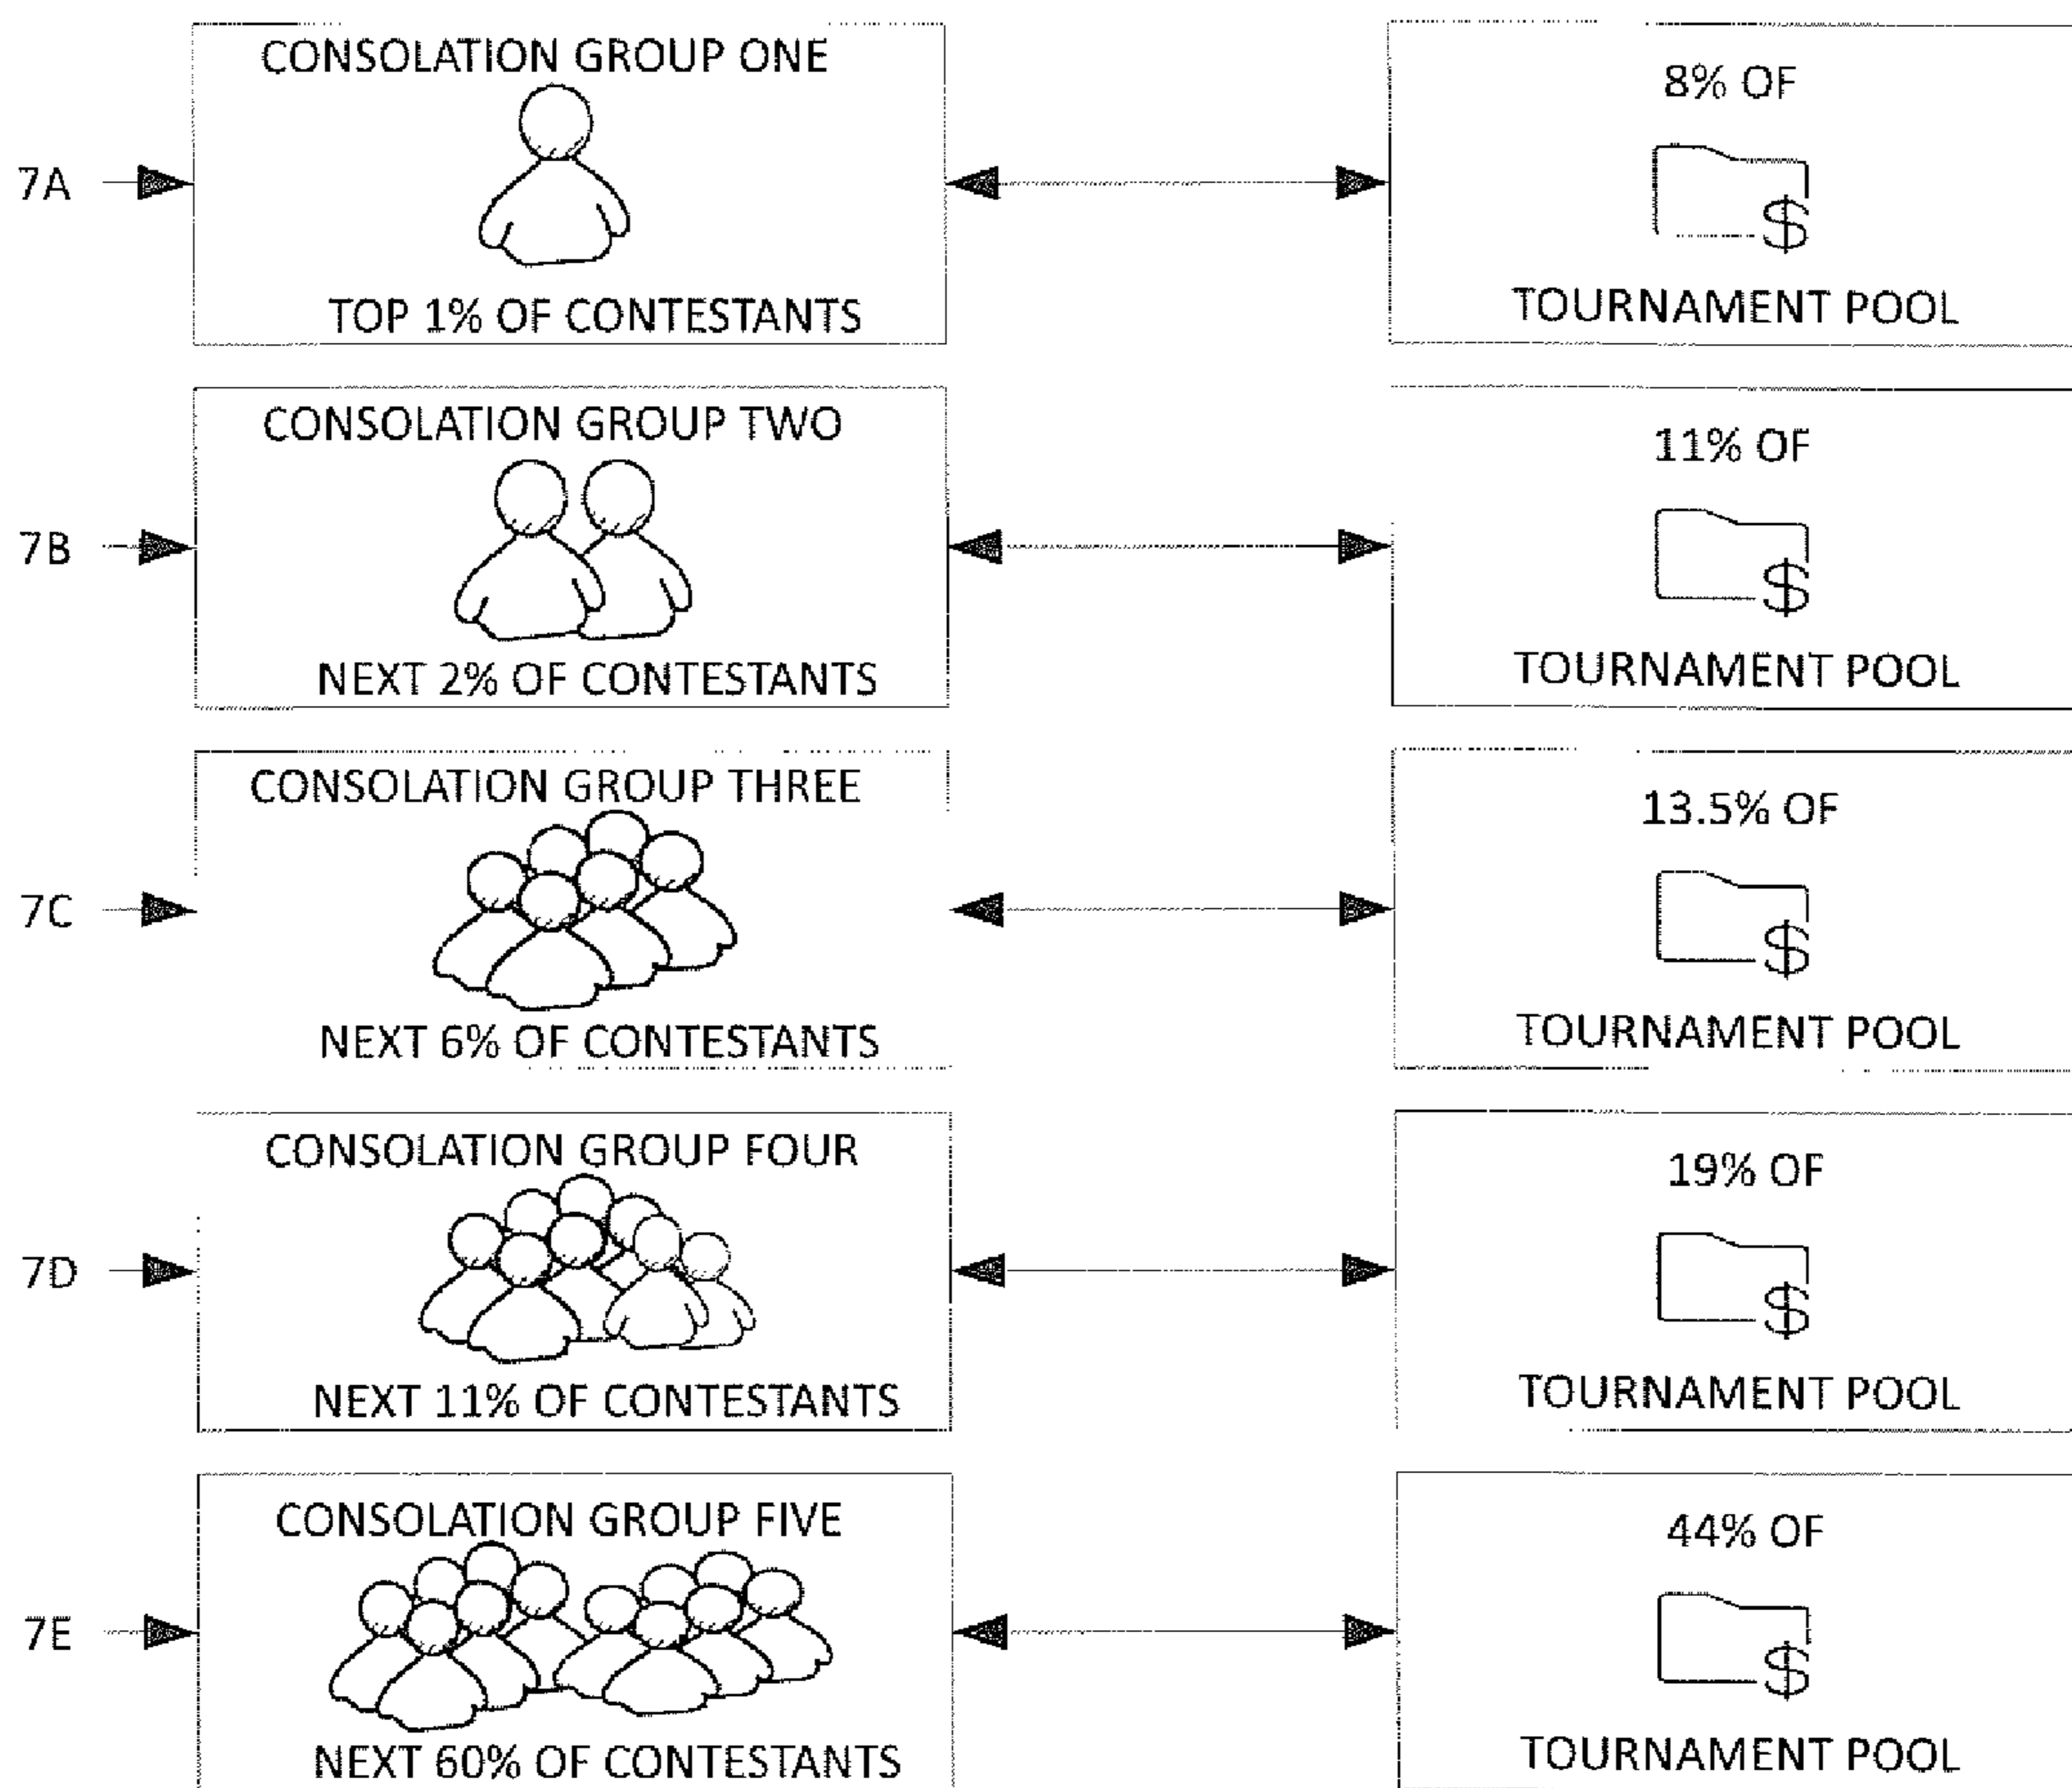 CONSOLATION GROUP ONE
8% OF
7A
$
TOP 1% OF CONTESTANTS
TOURNAMENT POOL
CONSOLATION GROUP TWO
11% OF
7B
$
NEXT 2% OF CONTESTANTS
TOURNAMENT POOL
CONSOLATION GROUP THREE
13.5% OF
7C
$
NEXT 6% OF CONTESTANTS
TOURNAMENT POOL
CONSOLATION GROUP FOUR
19% OF
7D
$
NEXT 11% OF CONTESTANTS
TOURNAMENT POOL
CONSOLATION GROUP FIVE
44% OF
7E
$
NEXT 60% OF CONTESTANTS
TOURNAMENT POOL